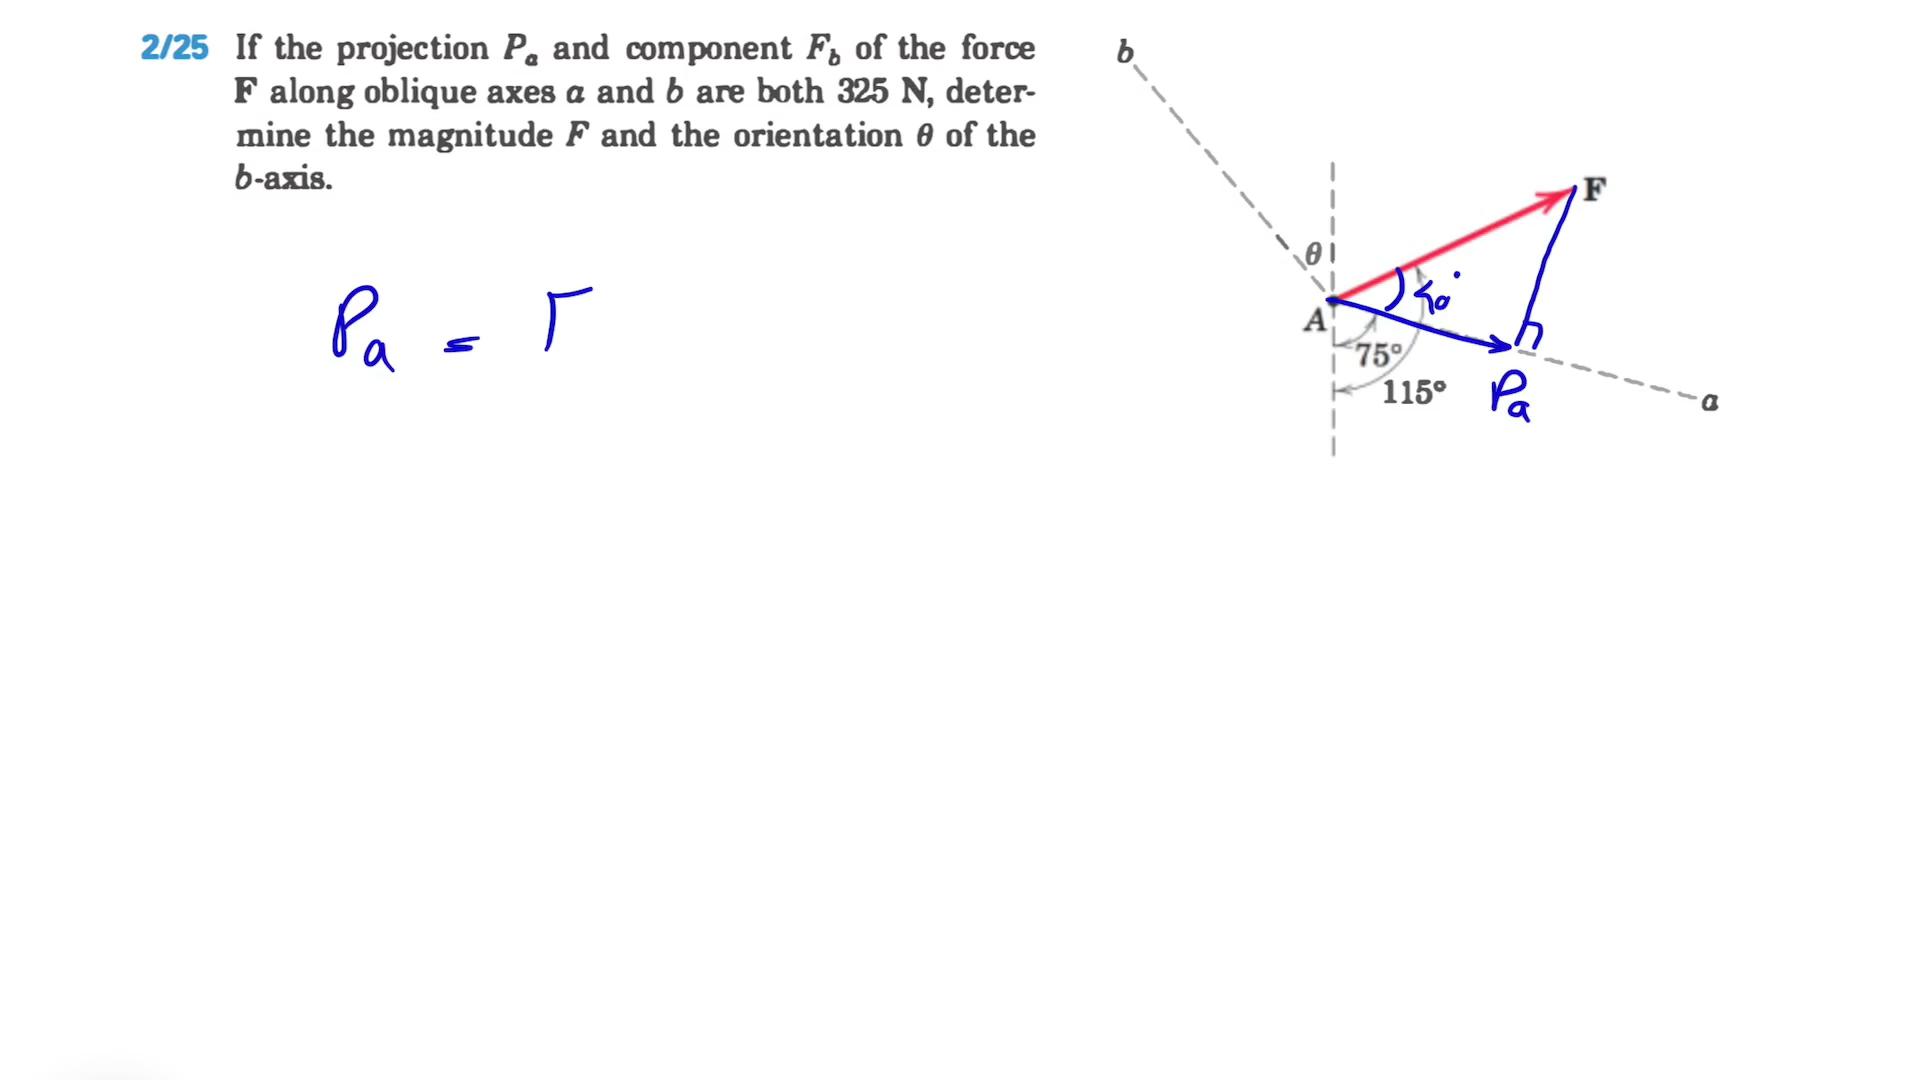 2/25 If the projection Pa and component Fb of the force
F along oblique axes a and b are both 325 N, deter-
mine the magnitude F and the orientation θ of the
b-axis.
b
F
θ
40°
A
75°
115°
Pa
a
Pa =